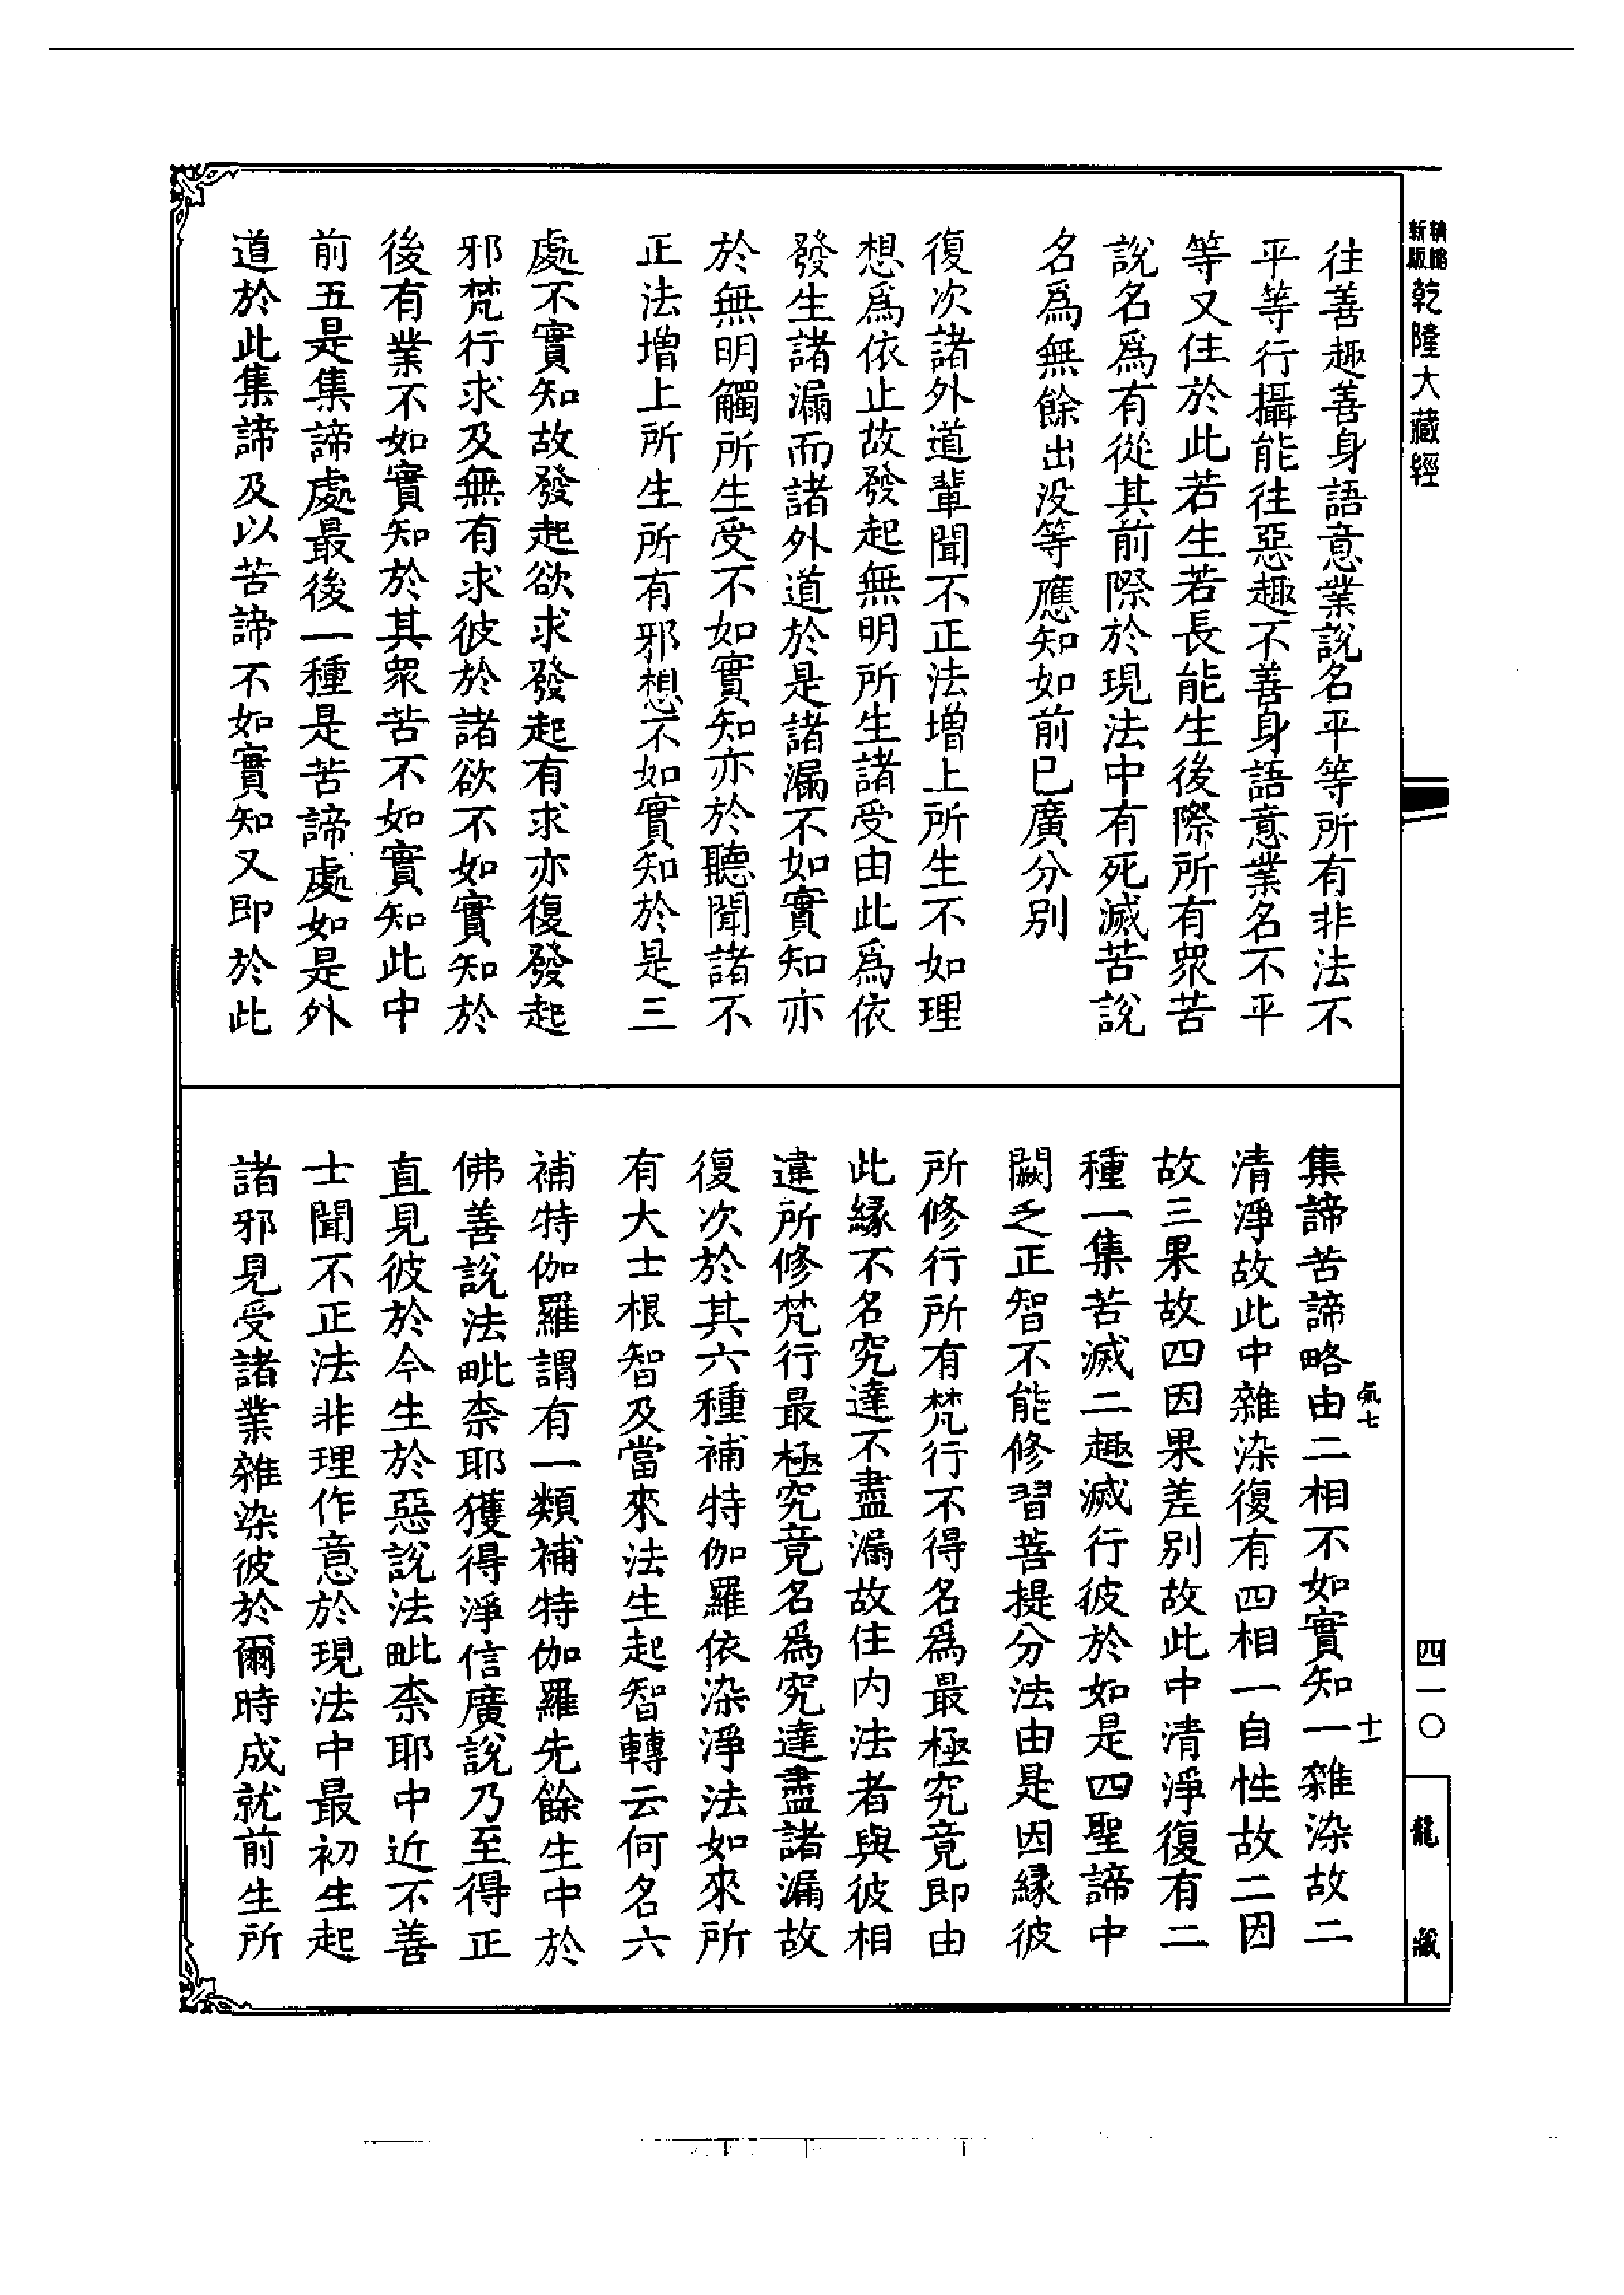 精縮
新版
乾隆大藏經
往善趣善身語意業說名平等所有非法不
平等行攝能往惡趣不善身語意業名不平
等又住於此若生若長能生後際所有眾苦
說名爲有從其前際於現法中有死滅苦說
名爲無餘出没等應知如前已廣分別
復次諸外道輩聞不正法增上所生不如理
想爲依止故發起無明所生諸受由此爲依
發生諸漏而諸外道於是諸漏不如實知亦
於無明觸所生受不如實知亦於聽聞諸不
正法增上所生所有邪想不如實知於是三
處不實知故發起欲求發起有求亦復發起
邪梵行求及無有求彼於諸欲不如實知於
後有業不如實知於其眾苦不如實知此中
前五是集諦處最後一種是苦諦處如是外
道於此集諦及以苦諦不如實知又即於此
集諦苦諦略由二相不如實知一雜染故二
清淨故此中雜染復有四相一自性故二因
故三果故四因果差別故此中清淨復有二
種一集苦滅二趣滅行彼於如是四聖諦中
闕乏正智不能修習菩提分法由是因緣彼
所修行所有梵行不得名爲最極究竟即由
此緣不名究達不盡漏故住內法者與彼相
違所修梵行最極究竟名爲究達盡諸漏故
復次於其六種補特伽羅依染淨法如來所
有大士根智及當來法生起智轉云何名六
補特伽羅謂有一類補特伽羅先餘生中於
佛善說法毗柰耶獲得淨信廣說乃至得正
直見彼於今生於惡說法毗柰耶中近不善
士聞不正法非理作意於現法中最初生起
諸邪見受諸業雜染彼於爾時成就前生所
氣七
十二
四一〇
龍藏